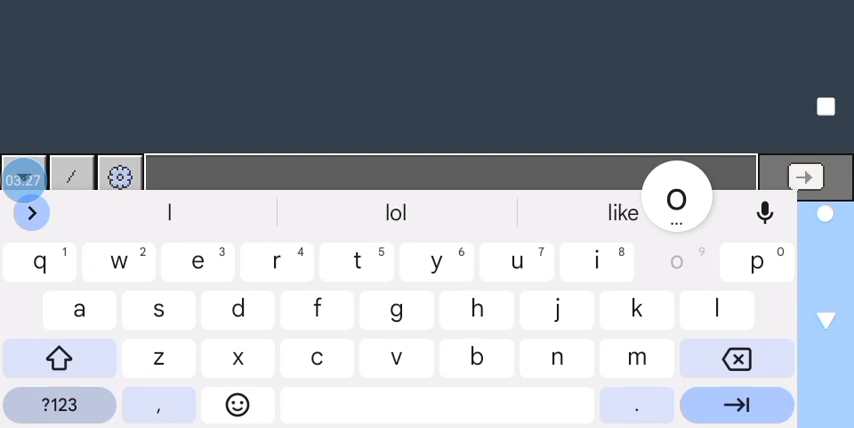 /
03:27
l lol like o
q 1 w 2 e 3 r 4 t 5 y 6 u 7 i 8 o 9 p 0
a s d f g h j k l
z x c v b n m
?123 , .